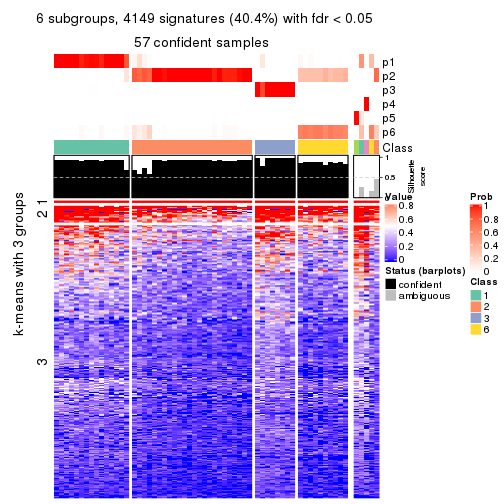 6 subgroups, 4149 signatures (40.4%) with fdr < 0.05
57 confident samples
p1
p2
p3
p4
p5
p6
Class
1
0.5
0
Silhouette
score
k-means with 3 groups
1
2
3
Value
0.8
0.6
0.4
0.2
0
Status (barplots)
confident
ambiguous
Prob
1
0.8
0.6
0.4
0.2
0
Class
1
2
3
6